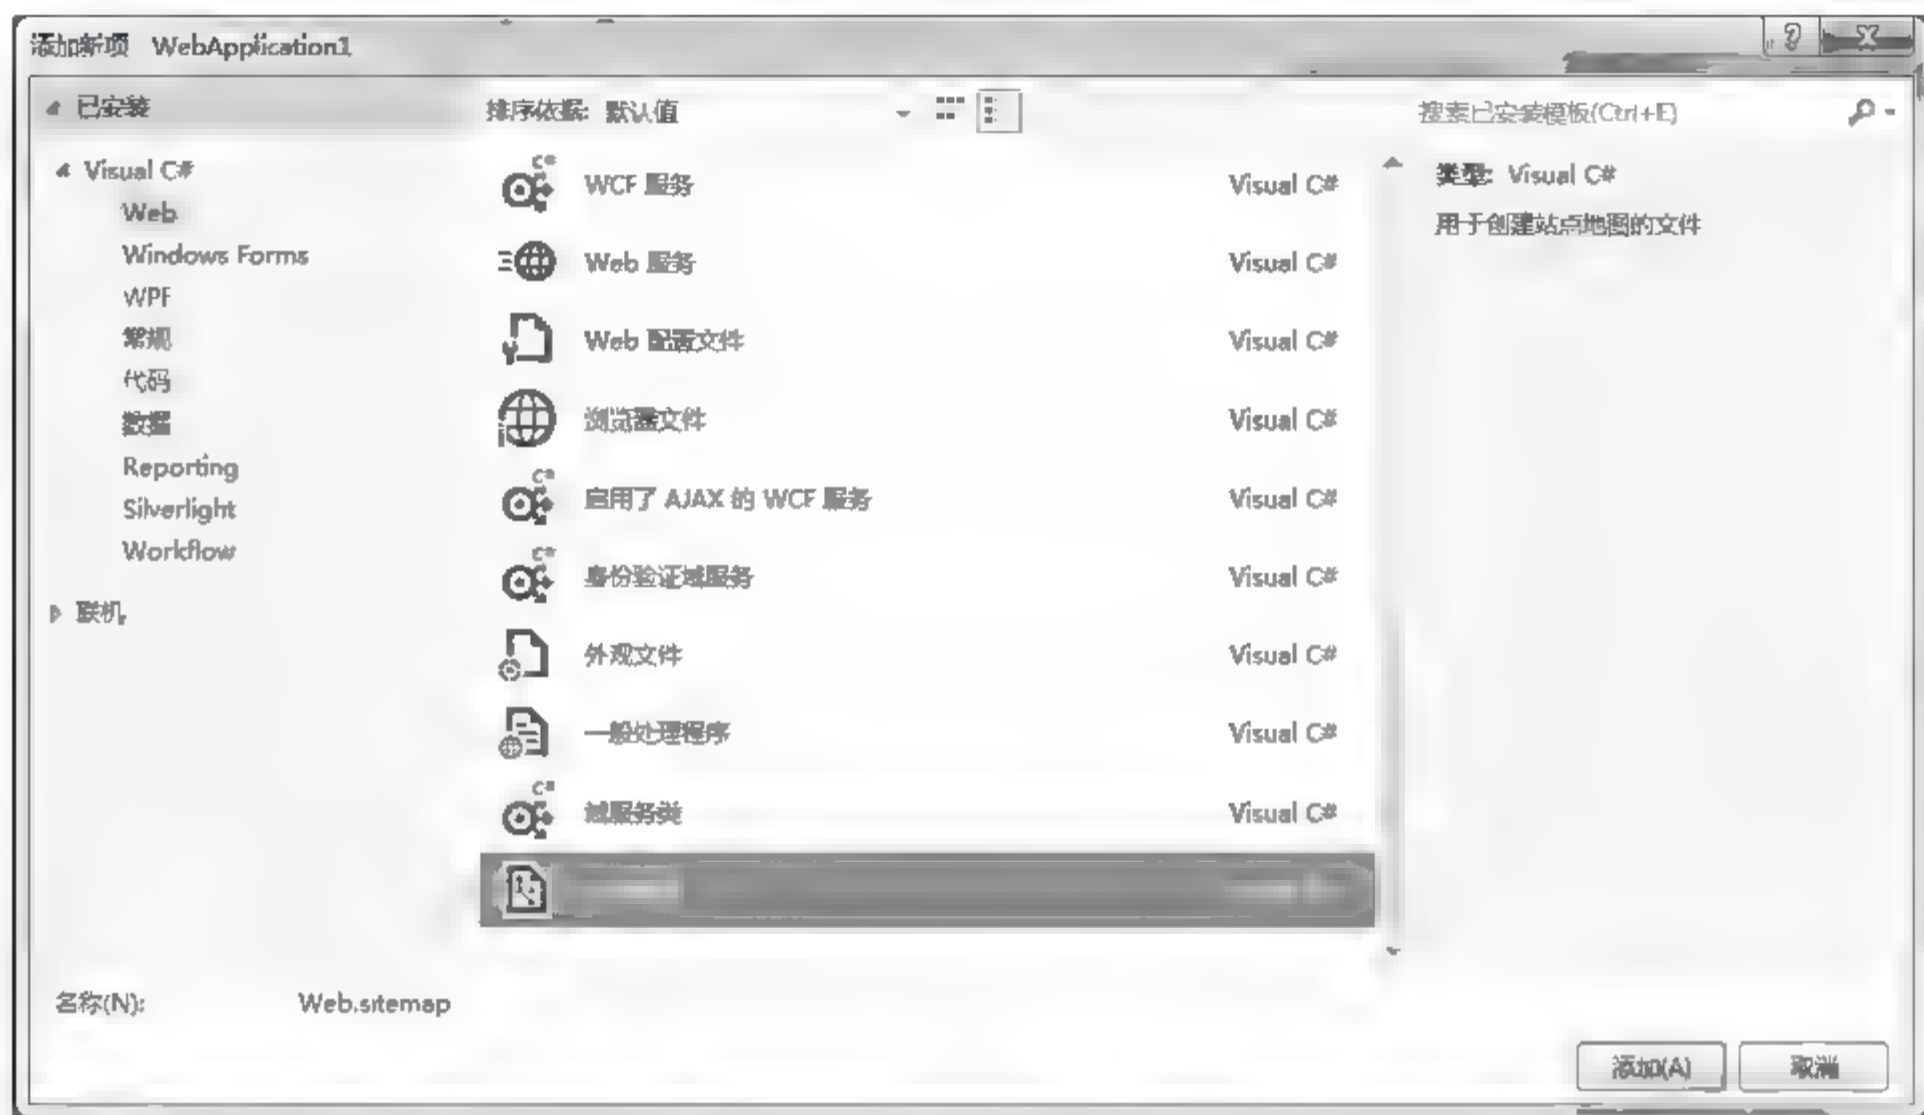 添加新项 WebApplication1
已安装
排序依据: 默认值
搜索已安装模板(Ctrl+E)
Visual C#
Web
Windows Forms
WPF
常规
代码
数据
Reporting
Silverlight
Workflow
联机
WCF 服务 Visual C#
Web 服务 Visual C#
Web 配置文件 Visual C#
浏览器文件 Visual C#
启用了 AJAX 的 WCF 服务 Visual C#
身份验证域服务 Visual C#
外观文件 Visual C#
一般处理程序 Visual C#
域服务类 Visual C#
类型: Visual C#
用于创建站点地图的文件
名称(N): Web.sitemap
添加(A) 取消